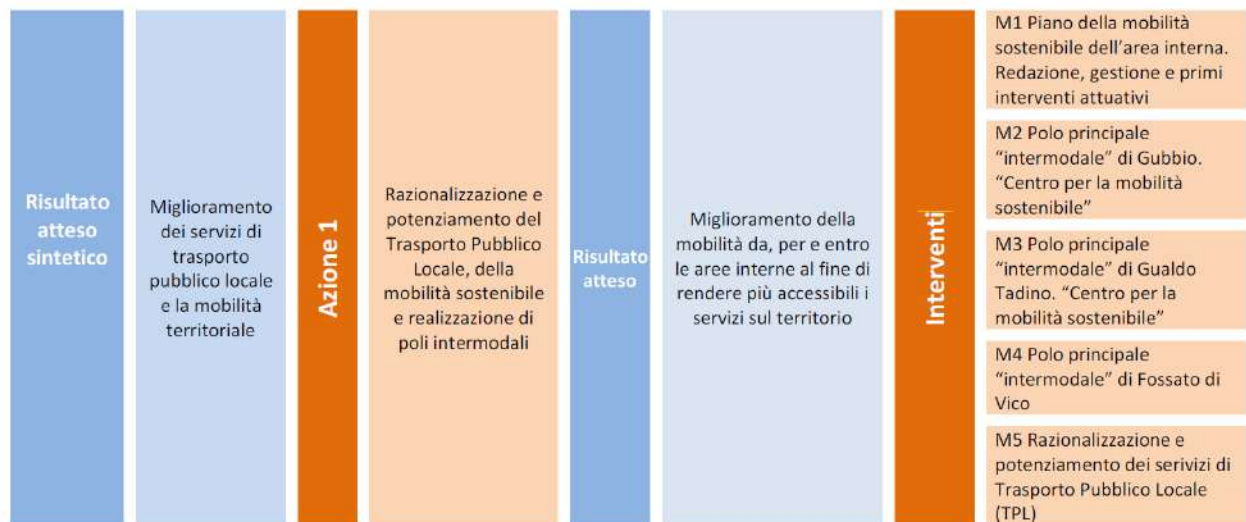 Risultato
atteso
sintetico
Miglioramento
dei servizi di
trasporto
pubblico locale
e la mobilità
territoriale
Azione 1
Razionalizzazione e
potenziamento del
Trasporto Pubblico
Locale, della
mobilità sostenibile
e realizzazione di
poli intermodali
Risultato
atteso
Miglioramento della
mobilità da, per e entro
le aree interne al fine di
rendere più accessibili i
servizi sul territorio
Interventi
M1 Piano della mobilità
sostenibile dell'area interna.
Redazione, gestione e primi
interventi attuativi
M2 Polo principale
“intermodale” di Gubbio.
“Centro per la mobilità
sostenibile”
M3 Polo principale
“intermodale” di Gualdo
Tadino. “Centro per la
mobilità sostenibile”
M4 Polo principale
“intermodale” di Fossato di
Vico
M5 Razionalizzazione e
potenziamento dei serivizi di
Trasporto Pubblico Locale
(TPL)